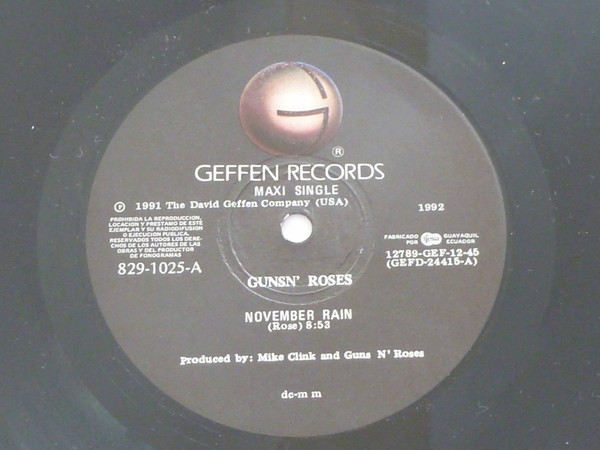 ®
GEFFEN RECORDS
MAXI SINGLE
℗ 1991 The David Geffen Company (USA)
1992
PROHIBIDA LA REPRODUCCION,
LOCACION Y PRESTAMO DE ESTE
EJEMPLAR Y SU RADIODIFUSION
O EJECUCION PUBLICA.
RESERVADOS TODOS LOS DERE-
CHOS DE LOS AUTORES DE LAS
OBRAS Y DEL PRODUCTOR
DE FONOGRAMAS
829-1025-A
FABRICADO POR
GUAYAQUIL ECUADOR
12789-GEF-12-45
(GEFD-24415-A)
GUNSN' ROSES
NOVEMBER RAIN
(Rose) 8:53
Produced by: Mike Clink and Guns N' Roses
dc-m m